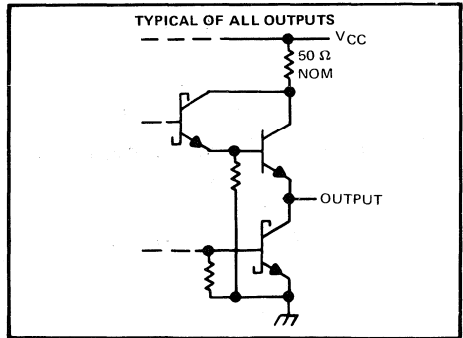 TYPICAL OF ALL OUTPUTS
VCC
50 Ω
NOM
OUTPUT